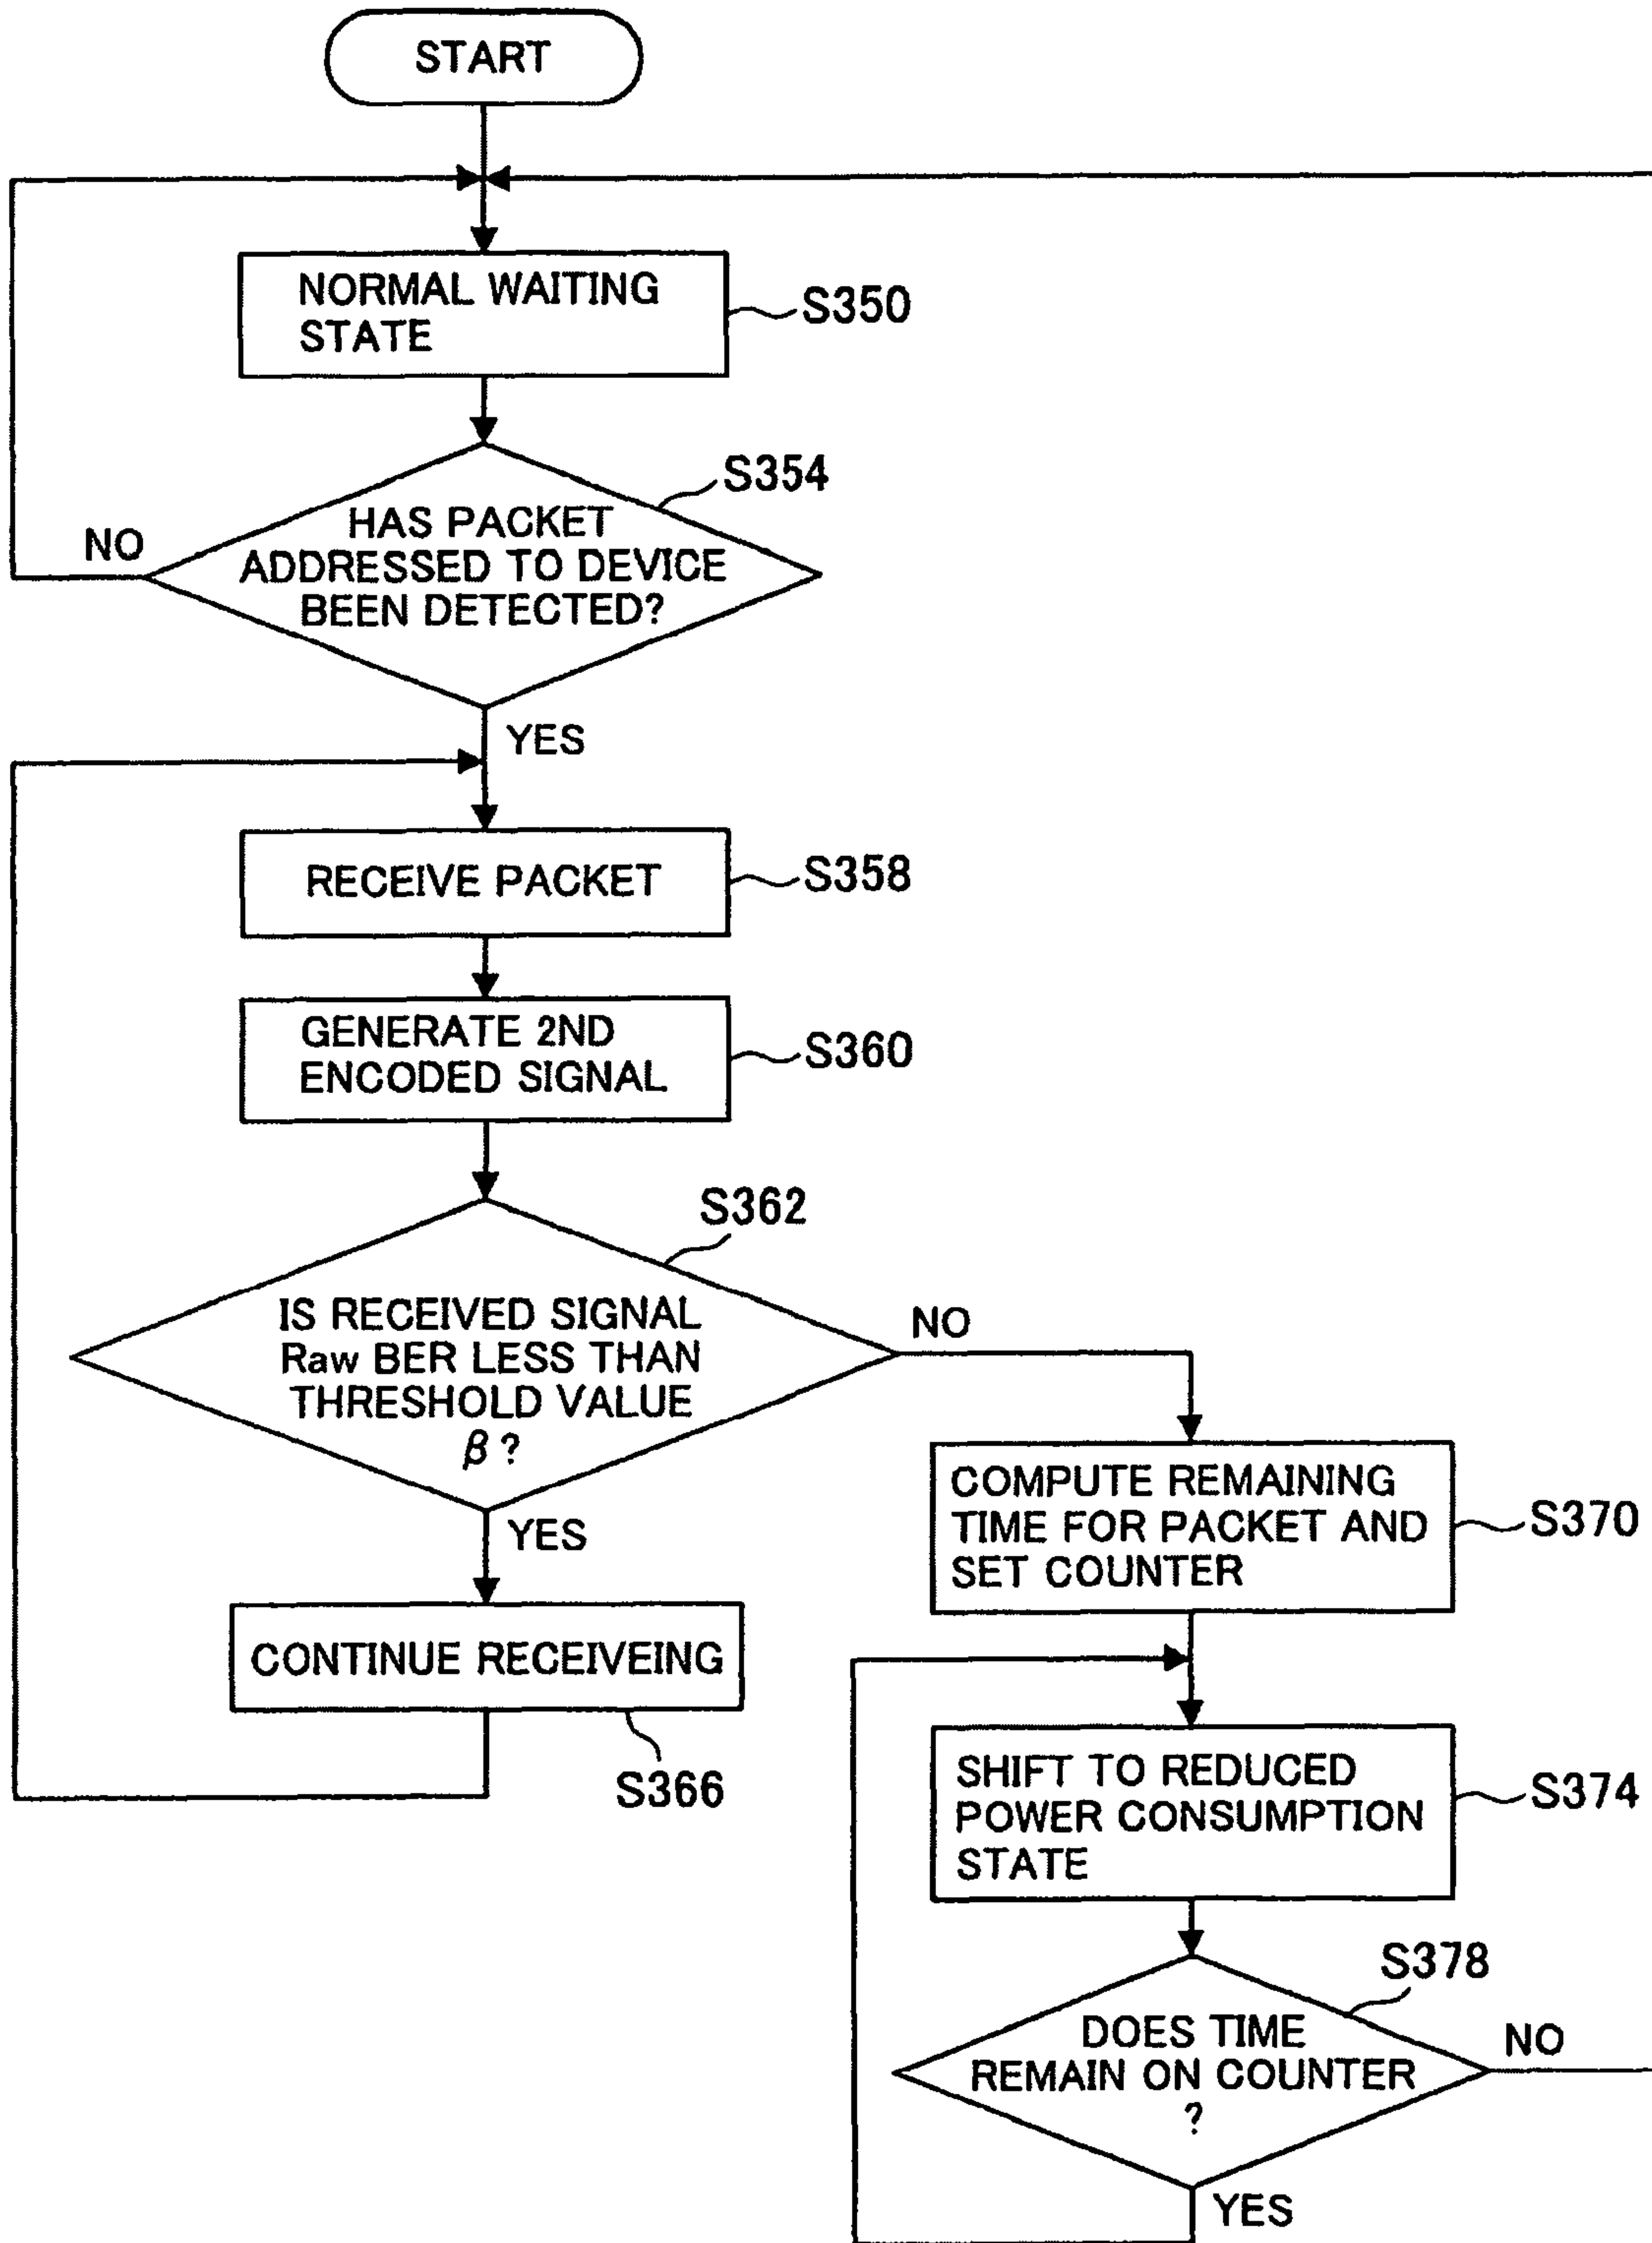 START
NORMAL WAITING
STATE
S350
S354
HAS PACKET
ADDRESSED TO DEVICE
BEEN DETECTED?
NO
YES
RECEIVE PACKET
S358
GENERATE 2ND
ENCODED SIGNAL
S360
S362
IS RECEIVED SIGNAL
Raw BER LESS THAN
THRESHOLD VALUE
β?
NO
YES
CONTINUE RECEIVEING
S366
COMPUTE REMAINING
TIME FOR PACKET AND
SET COUNTER
S370
SHIFT TO REDUCED
POWER CONSUMPTION
STATE
S374
S378
DOES TIME
REMAIN ON COUNTER
?
NO
YES